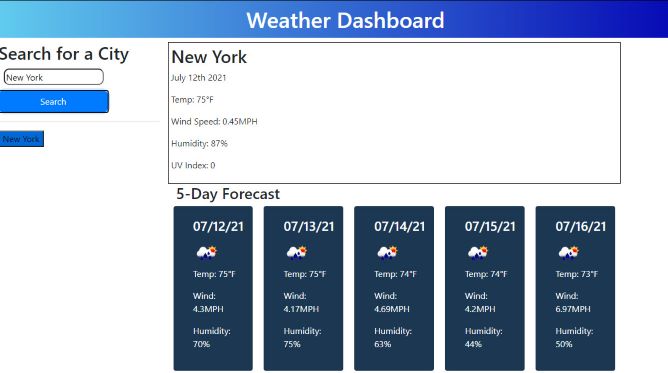 Weather Dashboard
Search for a City
New York
Search
New York
New York
July 12th 2021
Temp: 75°F
Wind Speed: 0.45MPH
Humidity: 87%
UV Index: 0
5-Day Forecast
07/12/21
Temp: 75°F
Wind:
4.3MPH
Humidity:
70%
07/13/21
Temp: 75°F
Wind:
4.17MPH
Humidity:
75%
07/14/21
Temp: 74°F
Wind:
4.69MPH
Humidity:
63%
07/15/21
Temp: 74°F
Wind:
4.2MPH
Humidity:
44%
07/16/21
Temp: 73°F
Wind:
6.97MPH
Humidity:
50%